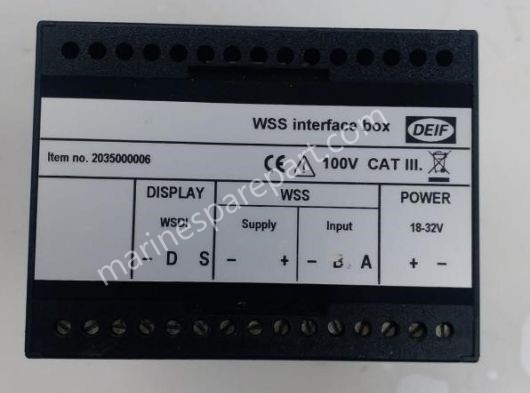 WSS interface box DEIF
Item no. 2035000006 CE 100V CAT III.
DISPLAY WSS POWER
WSDI Supply Input 18-32V
- D S - + - B A + -
marinesparepart.com